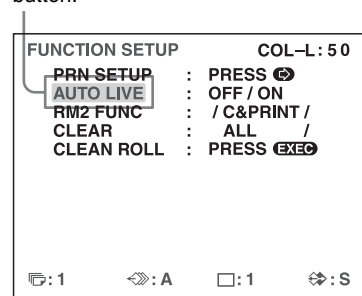 button.
FUNCTION SETUP COL–L:50
PRN SETUP : PRESS
AUTO LIVE : OFF / ON
RM2 FUNC : / C&PRINT /
CLEAR : ALL /
CLEAN ROLL : PRESS EXEC
:1 :A :1 :S